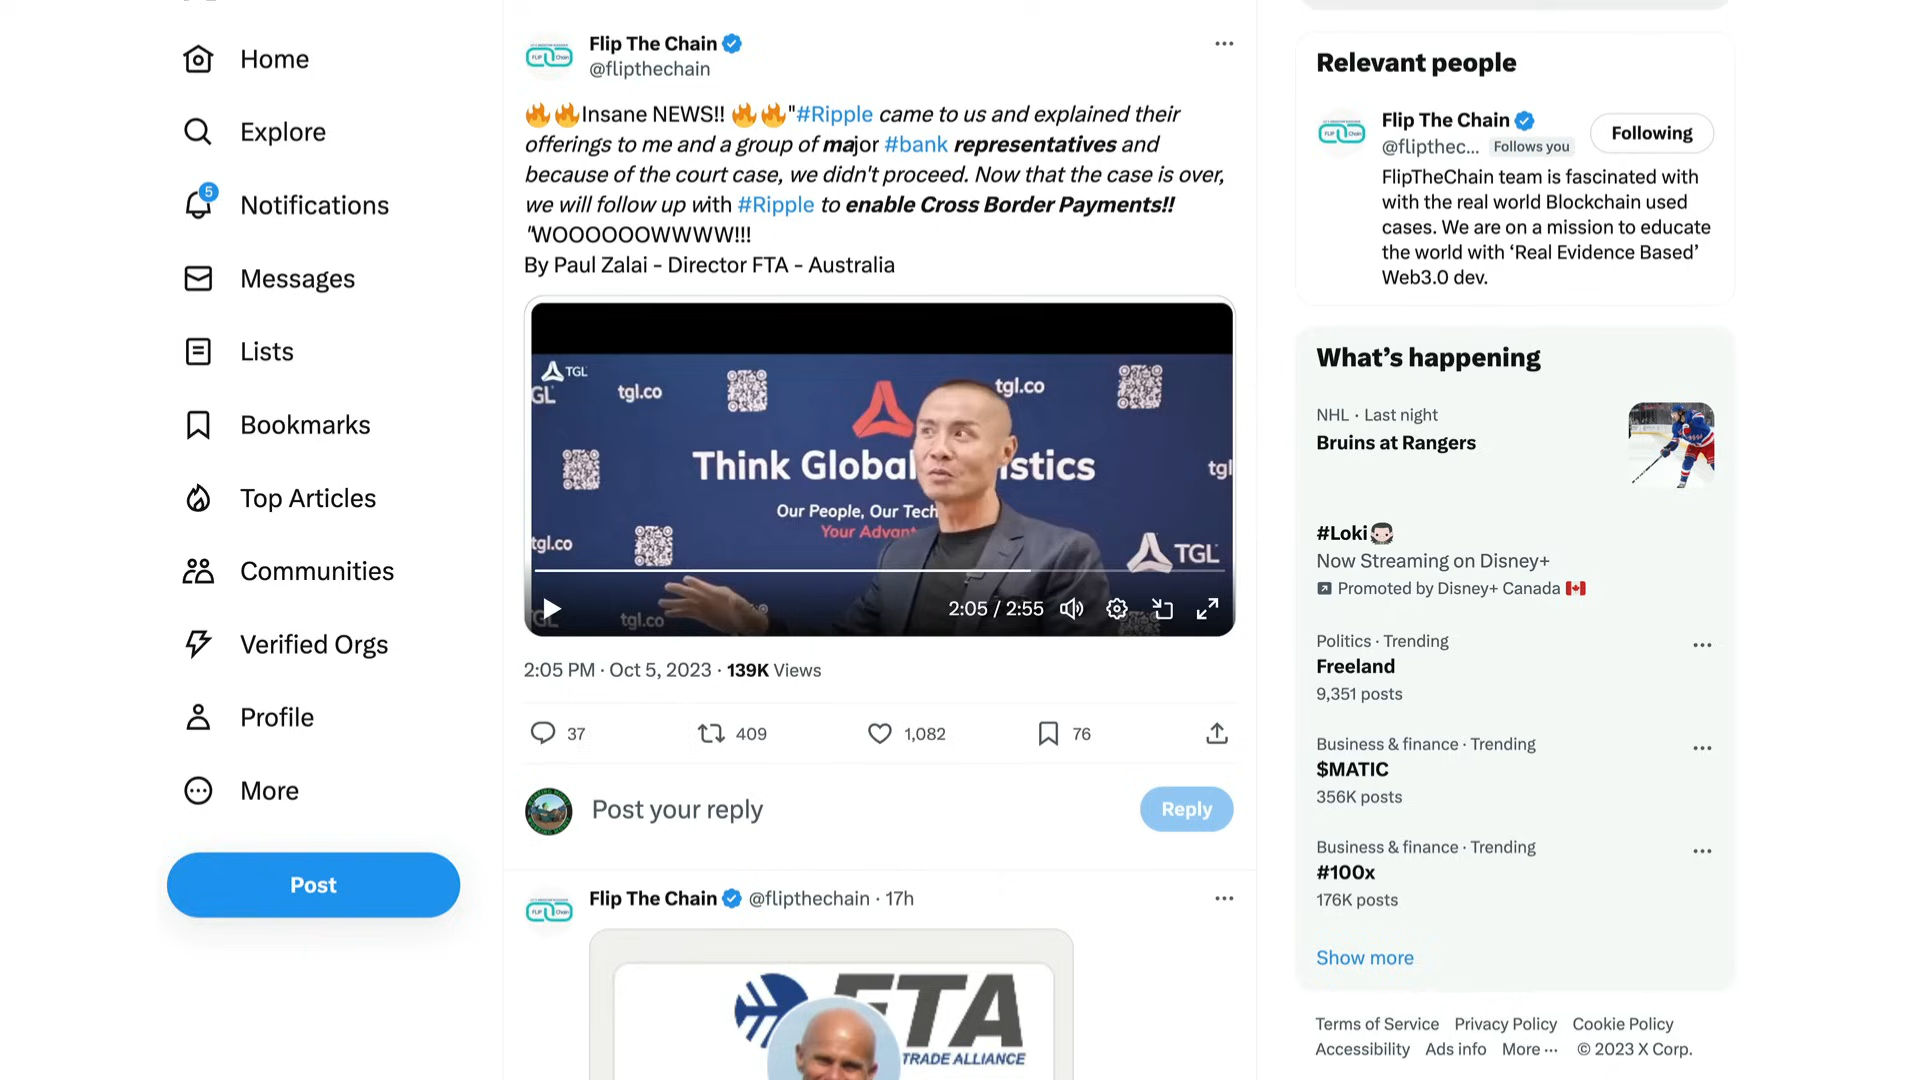 Home
Explore
5
Notifications
Messages
Lists
Bookmarks
Top Articles
Communities
Verified Orgs
Profile
More
Post
Flip The Chain
@flipthechain
🔥🔥Insane NEWS!! 🔥🔥"#Ripple came to us and explained their
offerings to me and a group of major #bank representatives and
because of the court case, we didn't proceed. Now that the case is over,
we will follow up with #Ripple to enable Cross Border Payments!!
"WOOOOOOWWWW!!!
By Paul Zalai - Director FTA - Australia
TGL
GL
tgl.co
tgl.co
Think Global
istics
tgl
Our People, Our Tech
Your Advant
tgl.co
TGL
GL
tgl.co
2:05 / 2:55
2:05 PM · Oct 5, 2023 · 139K Views
37
409
1,082
76
Post your reply
Reply
Flip The Chain @flipthechain · 17h
FTA
TRADE ALLIANCE
Relevant people
Flip The Chain
@flipthec... Follows you
Following
FlipTheChain team is fascinated with
with the real world Blockchain used
cases. We are on a mission to educate
the world with ‘Real Evidence Based’
Web3.0 dev.
What’s happening
NHL · Last night
Bruins at Rangers
#Loki
Now Streaming on Disney+
Promoted by Disney+ Canada 🇨🇦
Politics · Trending
Freeland
9,351 posts
Business & finance · Trending
$MATIC
356K posts
Business & finance · Trending
#100x
176K posts
Show more
Terms of Service Privacy Policy Cookie Policy
Accessibility Ads info More ··· © 2023 X Corp.